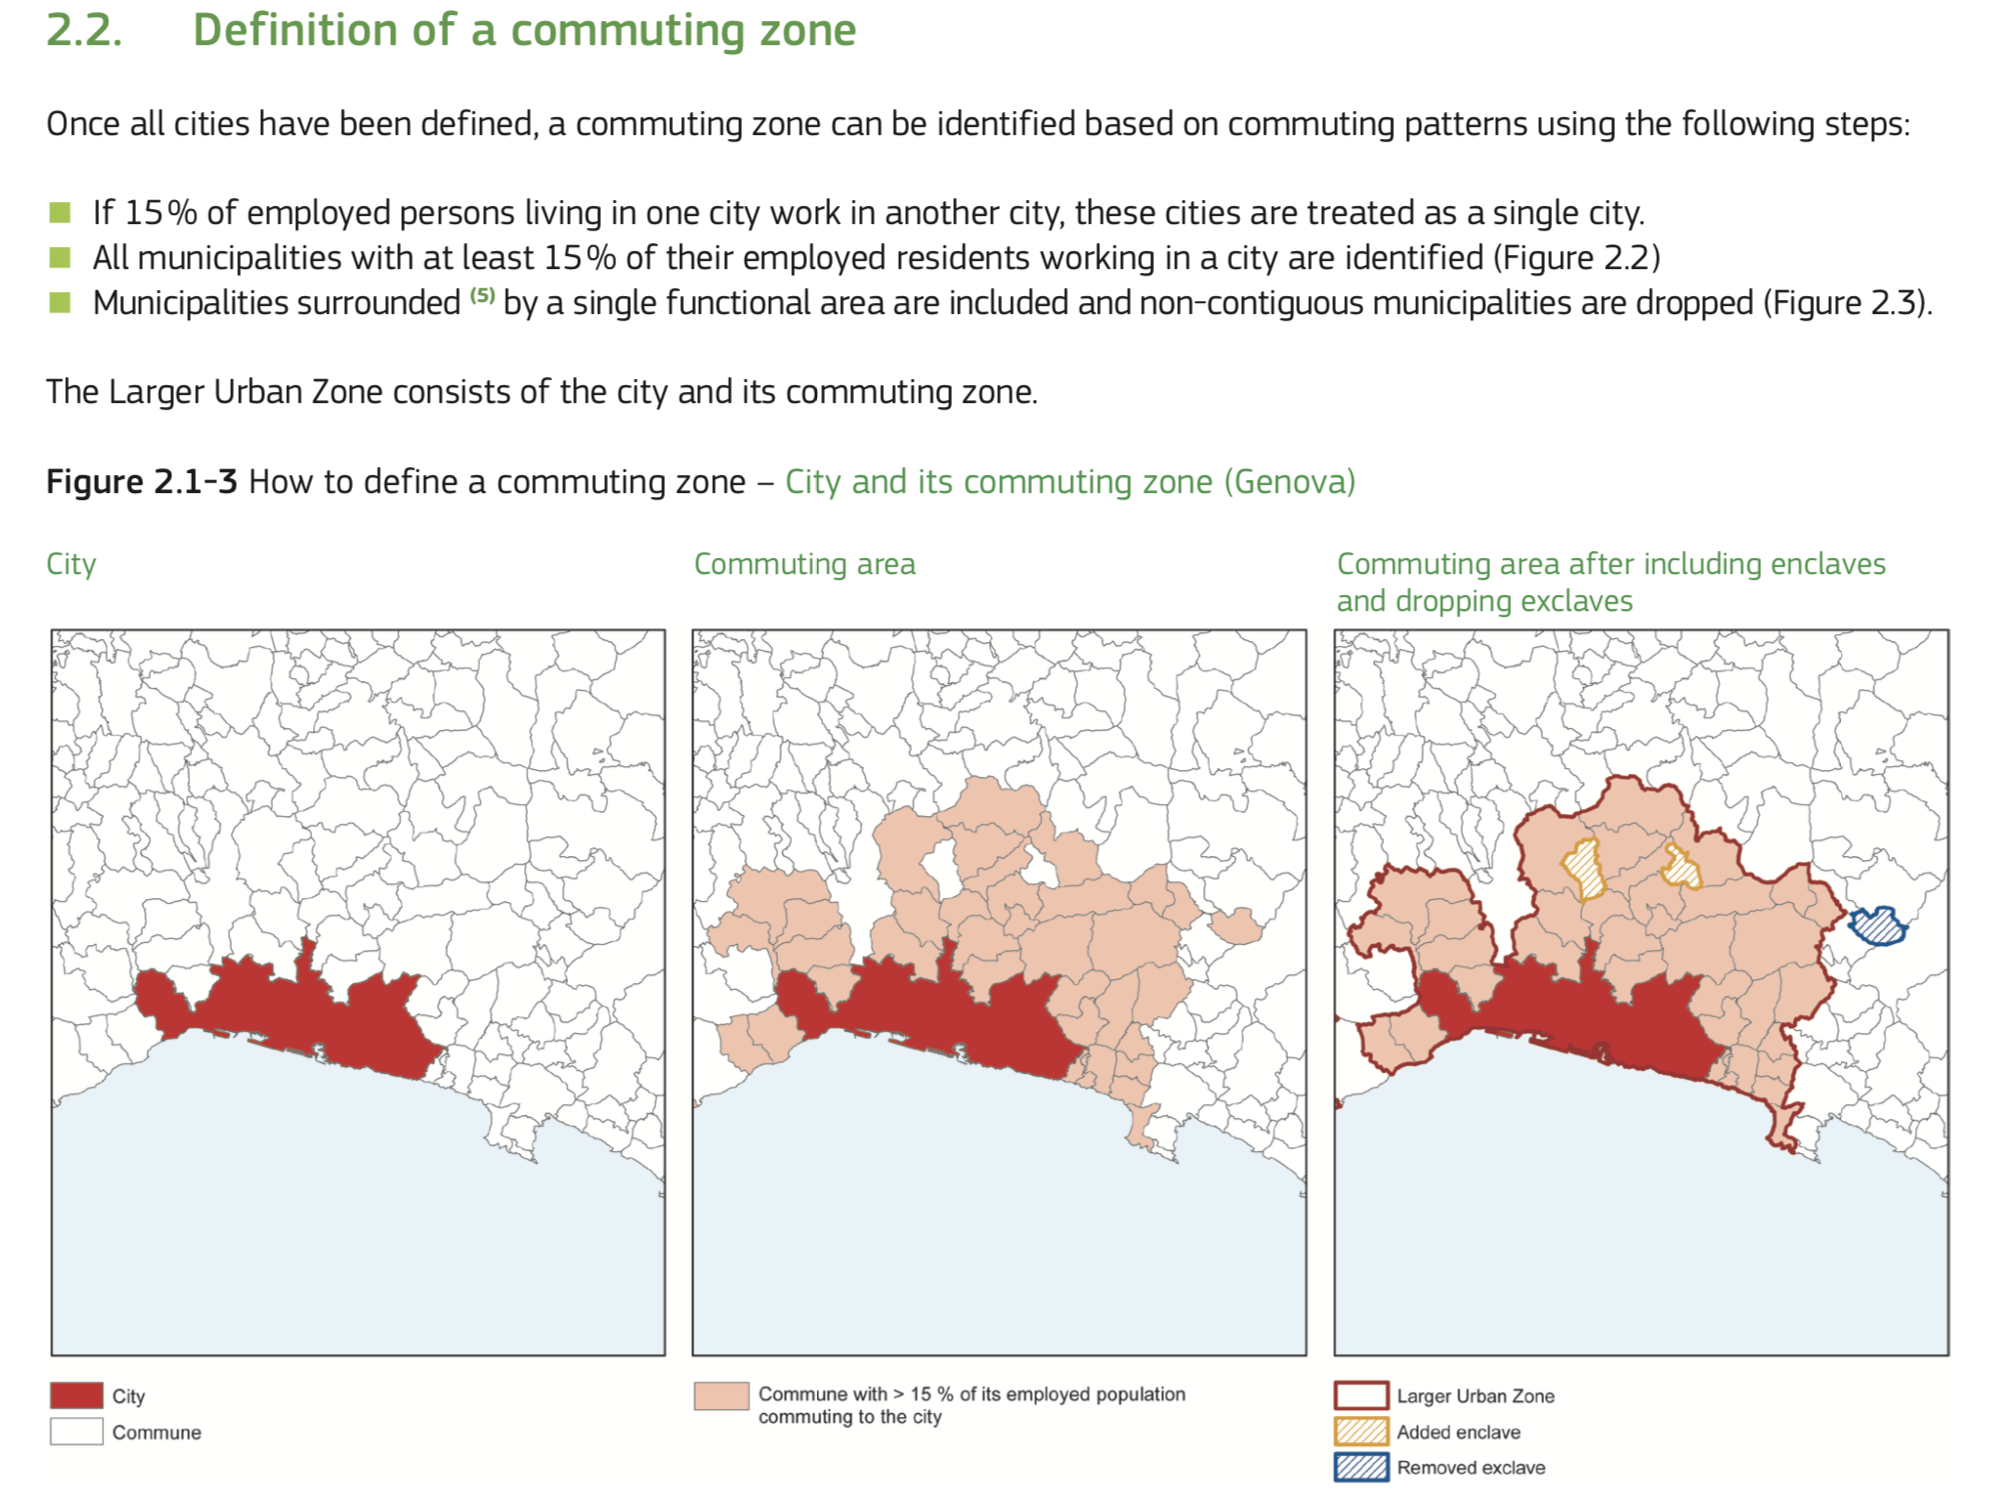 2.2. Definition of a commuting zone
Once all cities have been defined, a commuting zone can be identified based on commuting patterns using the following steps:
■ If 15 % of employed persons living in one city work in another city, these cities are treated as a single city.
■ All municipalities with at least 15 % of their employed residents working in a city are identified (Figure 2.2)
■ Municipalities surrounded (5) by a single functional area are included and non-contiguous municipalities are dropped (Figure 2.3).
The Larger Urban Zone consists of the city and its commuting zone.
Figure 2.1-3 How to define a commuting zone – City and its commuting zone (Genova)
City
Commuting area
Commuting area after including enclaves
and dropping exclaves
City
Commune
Commune with > 15 % of its employed population
commuting to the city
Larger Urban Zone
Added enclave
Removed exclave